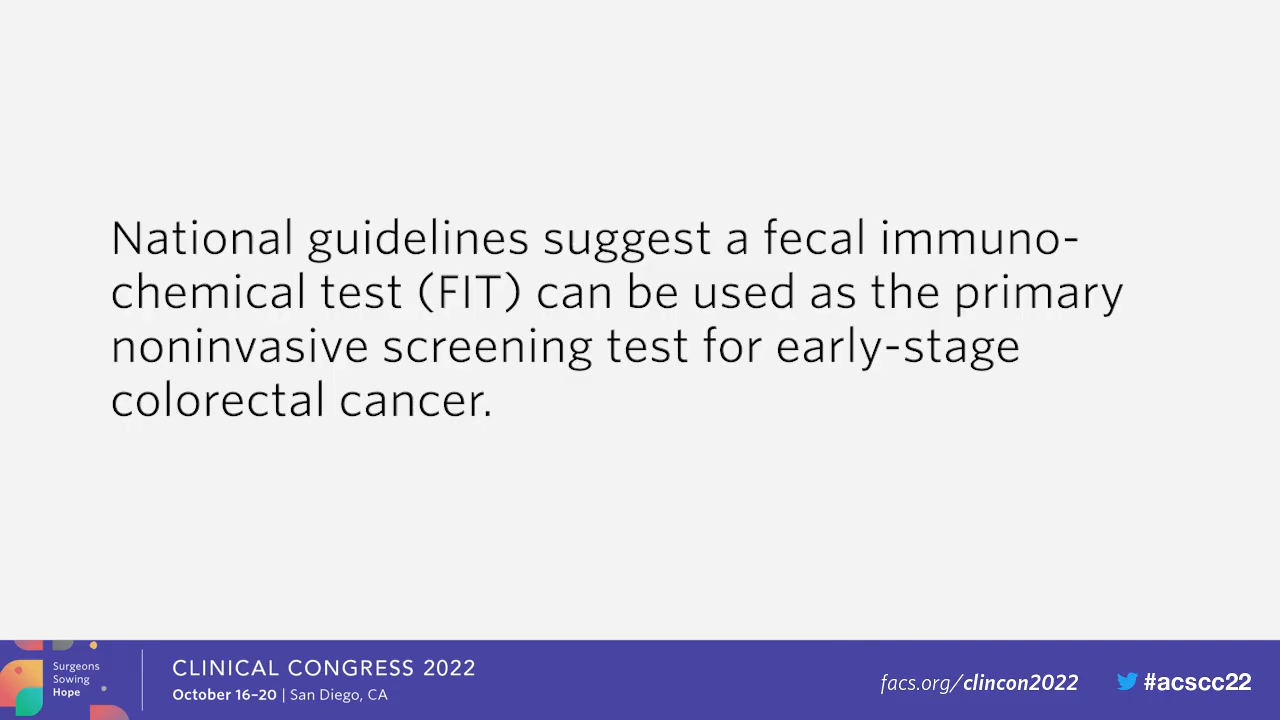 National guidelines suggest a fecal immuno-
chemical test (FIT) can be used as the primary
noninvasive screening test for early-stage
colorectal cancer.
Surgeons
Sowing
Hope
CLINICAL CONGRESS 2022
October 16–20 | San Diego, CA
facs.org/clincon2022
#acscc22